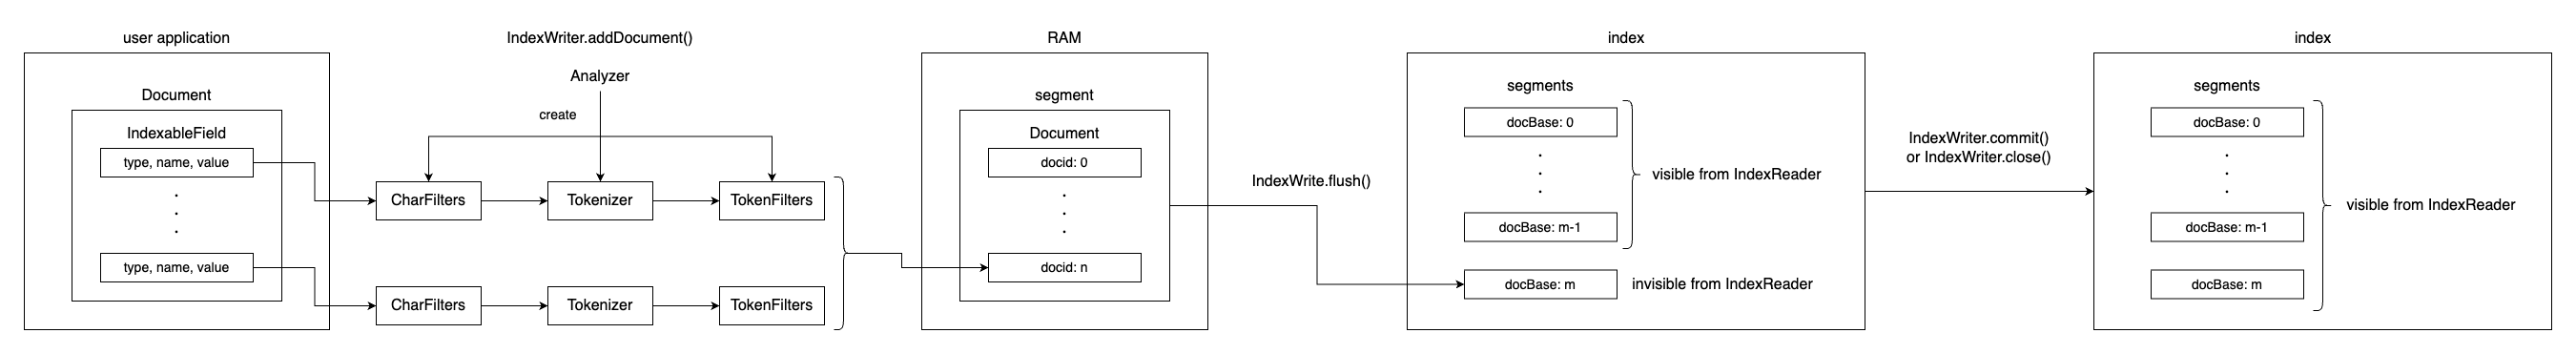 user application
Document
IndexableField
type, name, value
.
.
.
type, name, value
IndexWriter.addDocument()
Analyzer
create
CharFilters
Tokenizer
TokenFilters
CharFilters
Tokenizer
TokenFilters
RAM
segment
Document
docid: 0
.
.
.
docid: n
IndexWrite.flush()
index
segments
docBase: 0
.
.
.
docBase: m-1
visible from IndexReader
docBase: m
invisible from IndexReader
IndexWriter.commit()
or IndexWriter.close()
index
segments
docBase: 0
.
.
.
docBase: m-1
docBase: m
visible from IndexReader